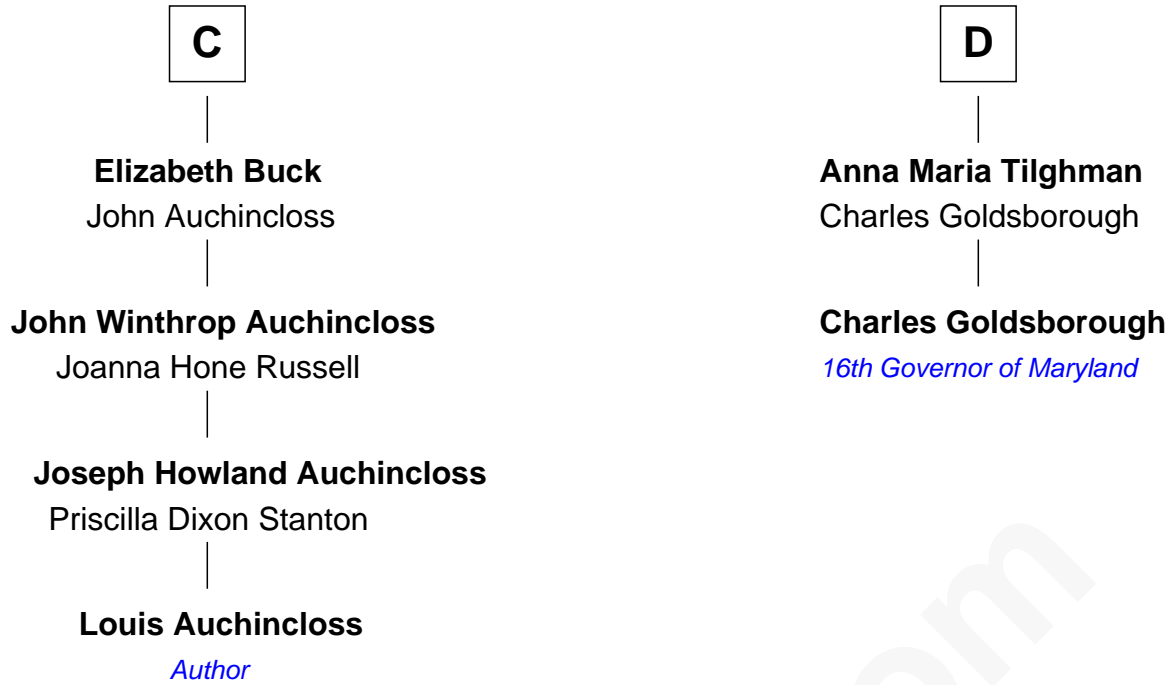 C
Elizabeth Buck
John Auchincloss
John Winthrop Auchincloss
Joanna Hone Russell
Joseph Howland Auchincloss
Priscilla Dixon Stanton
Louis Auchincloss
Author
D
Anna Maria Tilghman
Charles Goldsborough
Charles Goldsborough
16th Governor of Maryland
om